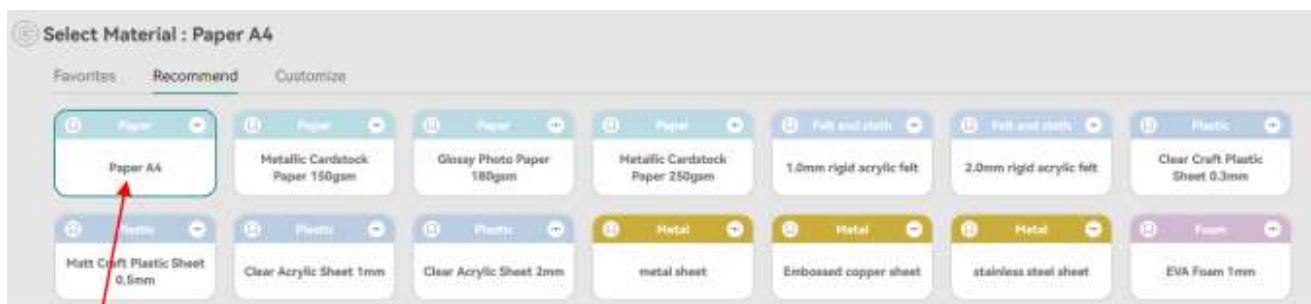 Select Material : Paper A4
Favorites Recommend Customize
Paper Paper Paper Paper Felt and cloth Felt and cloth Plastic
Paper A4
Metallic Cardstock
Paper 150gsm
Glossy Photo Paper
180gsm
Metallic Cardstock
Paper 250gsm
1.0mm rigid acrylic felt
2.0mm rigid acrylic felt
Clear Craft Plastic
Sheet 0.3mm
Plastic Plastic Plastic Metal Metal Metal Foam
Matt Craft Plastic Sheet
0.5mm
Clear Acrylic Sheet 1mm
Clear Acrylic Sheet 2mm
metal sheet
Embossed copper sheet
stainless steel sheet
EVA Foam 1mm